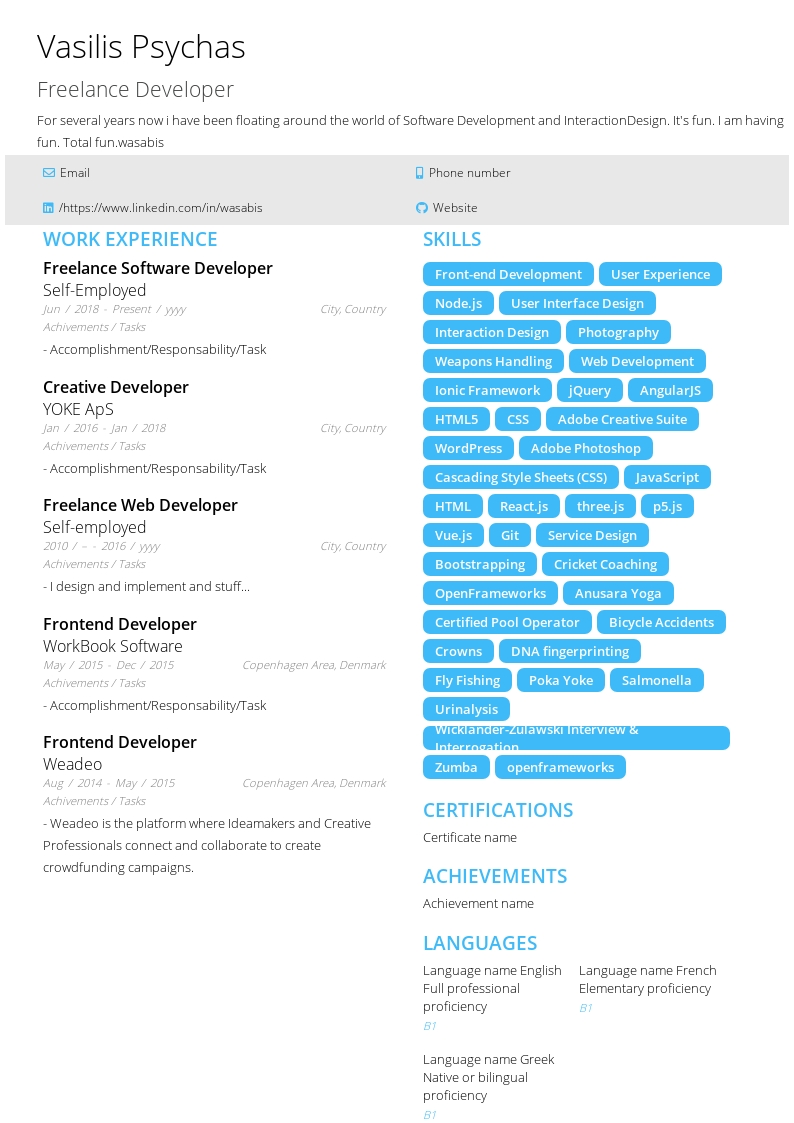 Vasilis Psychas
Freelance Developer
For several years now i have been floating around the world of Software Development and InteractionDesign. It's fun. I am having
fun. Total fun.wasabis
Email
Phone number
/https://www.linkedin.com/in/wasabis
Website
WORK EXPERIENCE
Freelance Software Developer
Self-Employed
Jun / 2018 - Present / yyyy City, Country
Achivements / Tasks
- Accomplishment/Responsability/Task
Creative Developer
YOKE ApS
Jan / 2016 - Jan / 2018 City, Country
Achivements / Tasks
- Accomplishment/Responsability/Task
Freelance Web Developer
Self-employed
2010 / – - 2016 / yyyy City, Country
Achivements / Tasks
- I design and implement and stuff...
Frontend Developer
WorkBook Software
May / 2015 - Dec / 2015 Copenhagen Area, Denmark
Achivements / Tasks
- Accomplishment/Responsability/Task
Frontend Developer
Weadeo
Aug / 2014 - May / 2015 Copenhagen Area, Denmark
Achivements / Tasks
- Weadeo is the platform where Ideamakers and Creative
Professionals connect and collaborate to create
crowdfunding campaigns.
SKILLS
Front-end Development User Experience
Node.js User Interface Design
Interaction Design Photography
Weapons Handling Web Development
Ionic Framework jQuery AngularJS
HTML5 CSS Adobe Creative Suite
WordPress Adobe Photoshop
Cascading Style Sheets (CSS) JavaScript
HTML React.js three.js p5.js
Vue.js Git Service Design
Bootstrapping Cricket Coaching
OpenFrameworks Anusara Yoga
Certified Pool Operator Bicycle Accidents
Crowns DNA fingerprinting
Fly Fishing Poka Yoke Salmonella
Urinalysis
Wicklander-Zulawski Interview &
Interrogation
Zumba openframeworks
CERTIFICATIONS
Certificate name
ACHIEVEMENTS
Achievement name
LANGUAGES
Language name English
Full professional
proficiency
B1
Language name French
Elementary proficiency
B1
Language name Greek
Native or bilingual
proficiency
B1